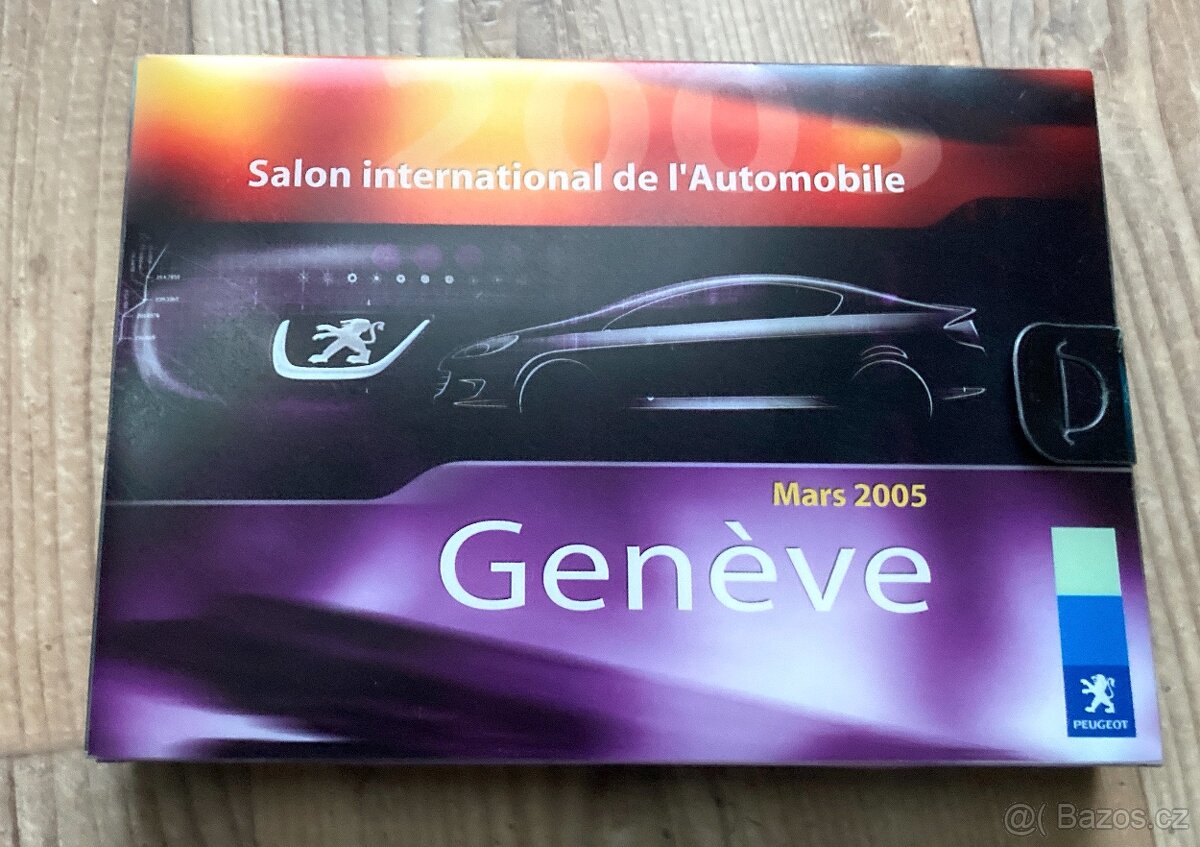 2005
Salon international de l'Automobile
Mars 2005
Genève
PEUGEOT
@( Bazos.cz